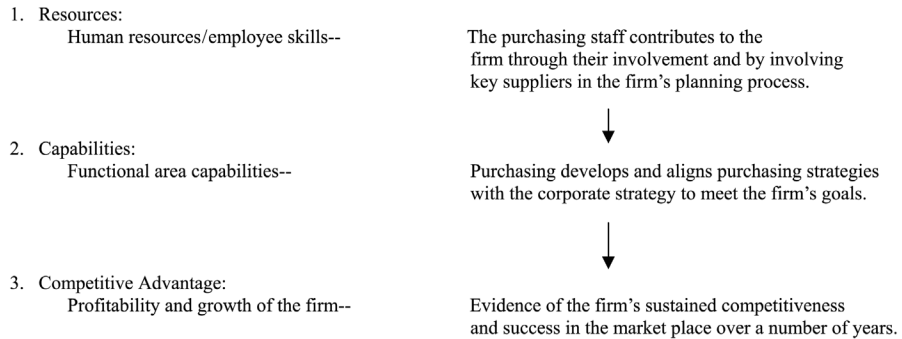 1. Resources:
Human resources/employee skills--
The purchasing staff contributes to the
firm through their involvement and by involving
key suppliers in the firm's planning process.
2. Capabilities:
Functional area capabilities--
Purchasing develops and aligns purchasing strategies
with the corporate strategy to meet the firm's goals.
3. Competitive Advantage:
Profitability and growth of the firm--
Evidence of the firm's sustained competitiveness
and success in the market place over a number of years.